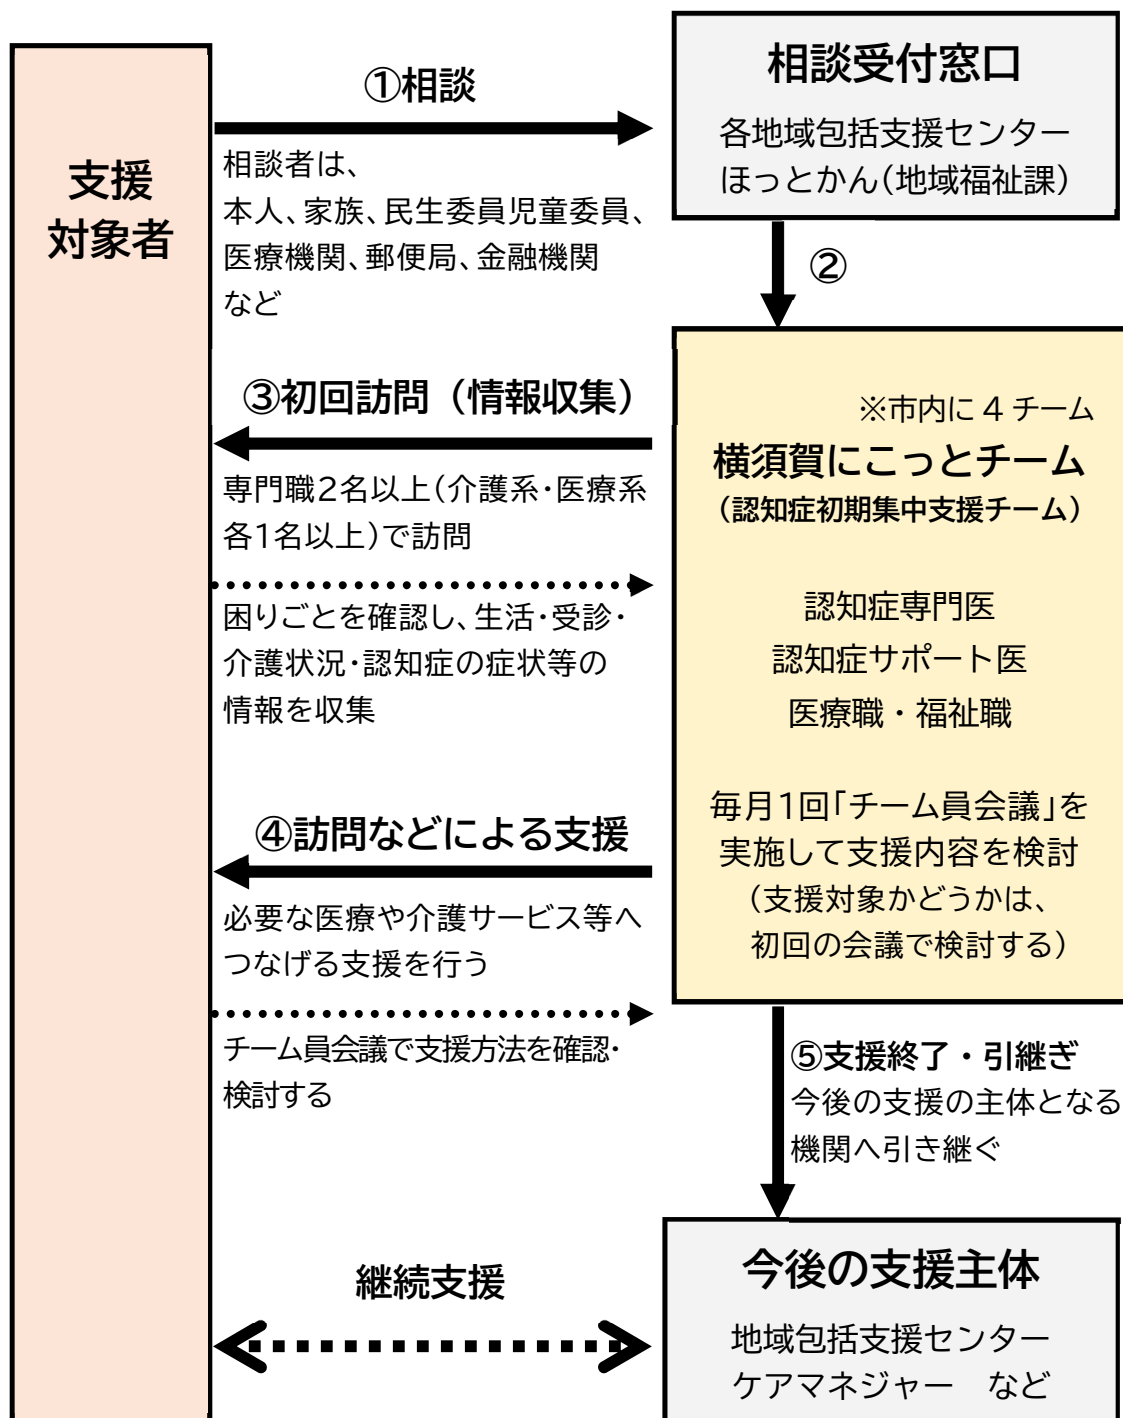 支援
対象者
①相談
相談者は、
本人、家族、民生委員児童委員、
医療機関、郵便局、金融機関
など
相談受付窓口
各地域包括支援センター
ほっとかん(地域福祉課)
②
③初回訪問（情報収集）
専門職2名以上(介護系・医療系
各1名以上)で訪問
困りごとを確認し、生活・受診・
介護状況・認知症の症状等の
情報を収集
※市内に４チーム
横須賀にこっとチーム
（認知症初期集中支援チーム）
認知症専門医
認知症サポート医
医療職・福祉職
毎月1回「チーム員会議」を
実施して支援内容を検討
（支援対象かどうかは、
初回の会議で検討する）
④訪問などによる支援
必要な医療や介護サービス等へ
つなげる支援を行う
チーム員会議で支援方法を確認・
検討する
⑤支援終了・引継ぎ
今後の支援の主体となる
機関へ引き継ぐ
継続支援
今後の支援主体
地域包括支援センター
ケアマネジャー　など